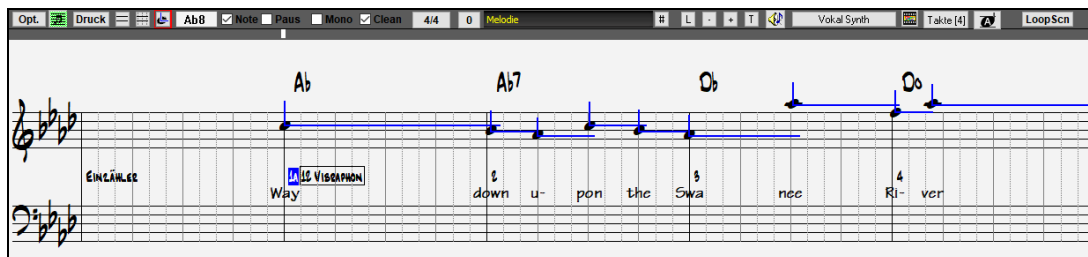 Opt. Druck Ab8 Note Paus Mono Clean 4/4 0 Melodie # L - + T Vokal Synth Takte [4] A LoopScn
Ab Ab7 Db Do
EINZÄHLER 1A 12 VIBRAPHON 2 3 4
Way down u- pon the Swa nee Ri- ver